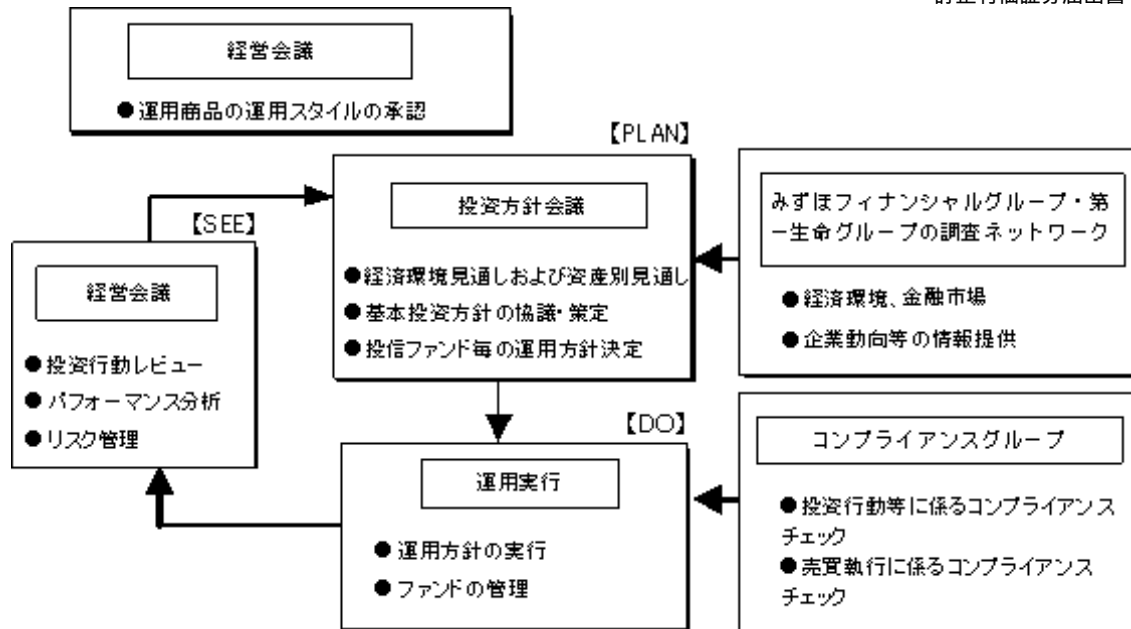 経営会議
●運用商品の運用スタイルの承認
【PLAN】
投資方針会議
●経済環境見通しおよび資産別見通し
●基本投資方針の協議・策定
●投信ファンド毎の運用方針決定
みずほフィナンシャルグループ・第
一生命グループの調査ネットワーク
●経済環境、金融市場
●企業動向等の情報提供
【SEE】
経営会議
●投資行動レビュー
●パフォーマンス分析
●リスク管理
【DO】
運用実行
●運用方針の実行
●ファンドの管理
コンプライアンスグループ
●投資行動等に係るコンプライアンス
チェック
●売買執行に係るコンプライアンス
チェック